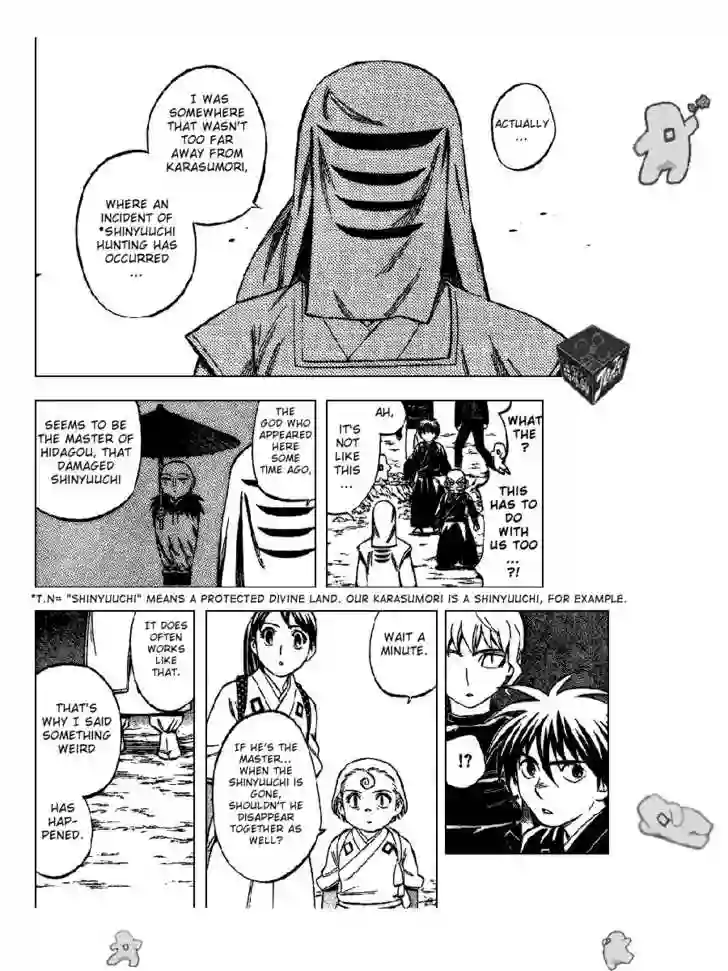 ACTUALLY
...
I WAS
SOMEWHERE
THAT WASN'T
TOO FAR
AWAY FROM
KARASUMORI,
WHERE AN
INCIDENT OF
*SHINYUUCHI
HUNTING HAS
OCCURRED
...
WHAT
THE
?
THIS
HAS TO
DO
WITH
US TOO
...
?!
AH,
IT'S
NOT
LIKE
THIS
...
THE
GOD WHO
APPEARED
HERE
SOME
TIME AGO,
SEEMS TO BE
THE MASTER OF
HIDAGOU, THAT
DAMAGED
SHINYUUCHI
*T.N= "SHINYUUCHI" MEANS A PROTECTED DIVINE LAND. OUR KARASUMORI IS A SHINYUUCHI, FOR EXAMPLE.
!?
WAIT A
MINUTE.
IF HE'S THE
MASTER...
WHEN THE
SHINYUUCHI IS
GONE,
SHOULDN'T HE
DISAPPEAR
TOGETHER AS
WELL?
IT DOES
OFTEN
WORKS
LIKE
THAT.
THAT'S
WHY I SAID
SOMETHING
WEIRD
HAS
HAP-
PENED.